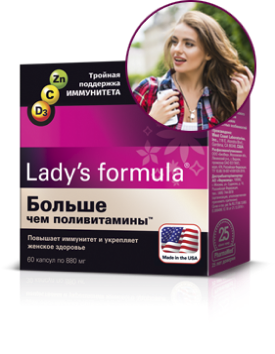 Zn
C
D3
Тройная
поддержка
ИММУНИТЕТА
Lady's formula®
Больше
чем поливитамины™
Повышает иммунитет и укрепляет
женское здоровье
60 капсул по 880 мг
Made in the USA
25